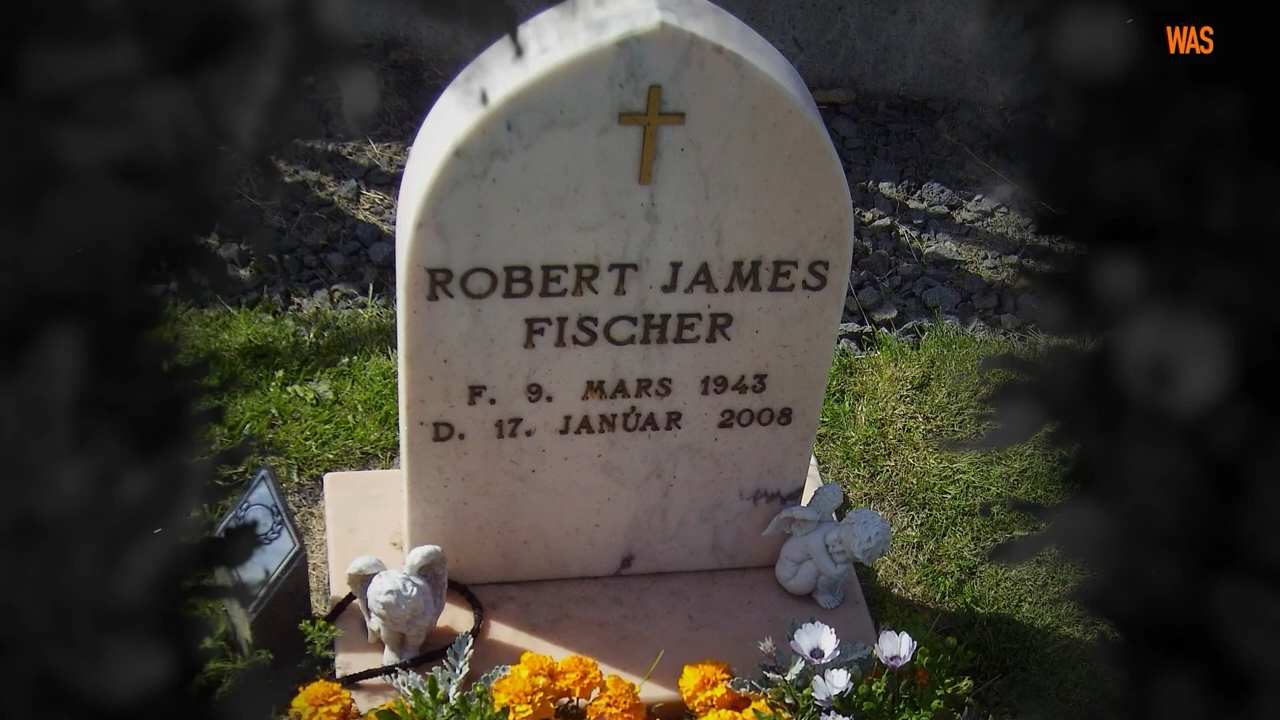 WAS
ROBERT JAMES
FISCHER
F. 9. MARS 1943
D. 17. JANÚAR 2008